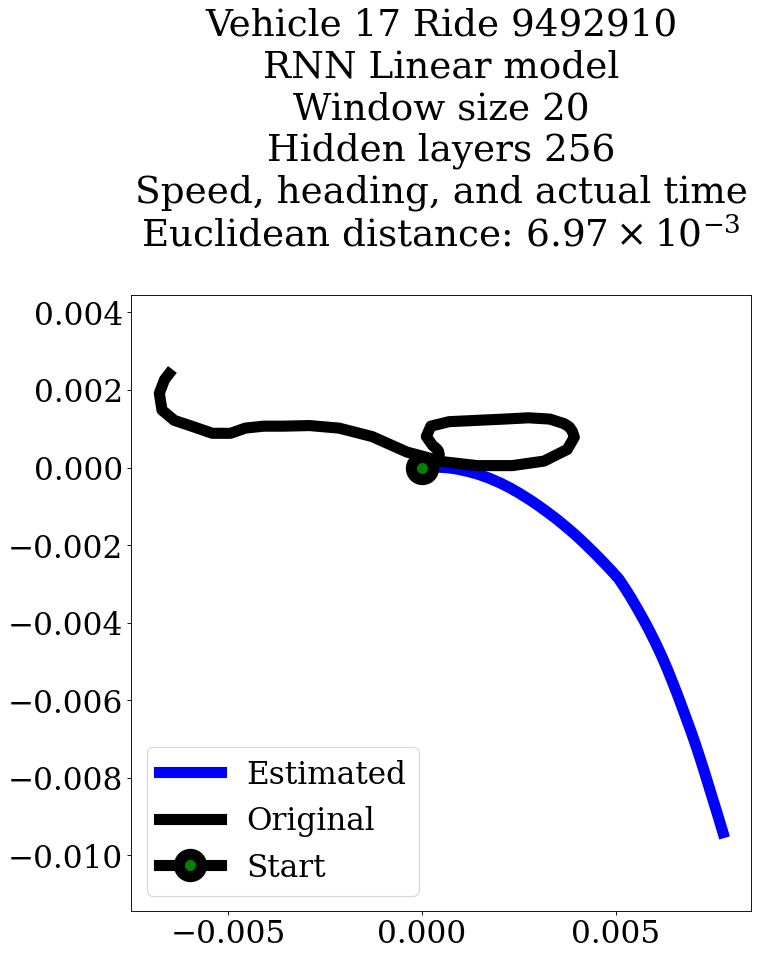 Vehicle 17 Ride 9492910
RNN Linear model
Window size 20
Hidden layers 256
Speed, heading, and actual time
Euclidean distance: 6.97 × 10⁻³
0.004
0.002
0.000
−0.002
−0.004
−0.006
−0.008
−0.010
Estimated
Original
Start
−0.005 0.000 0.005